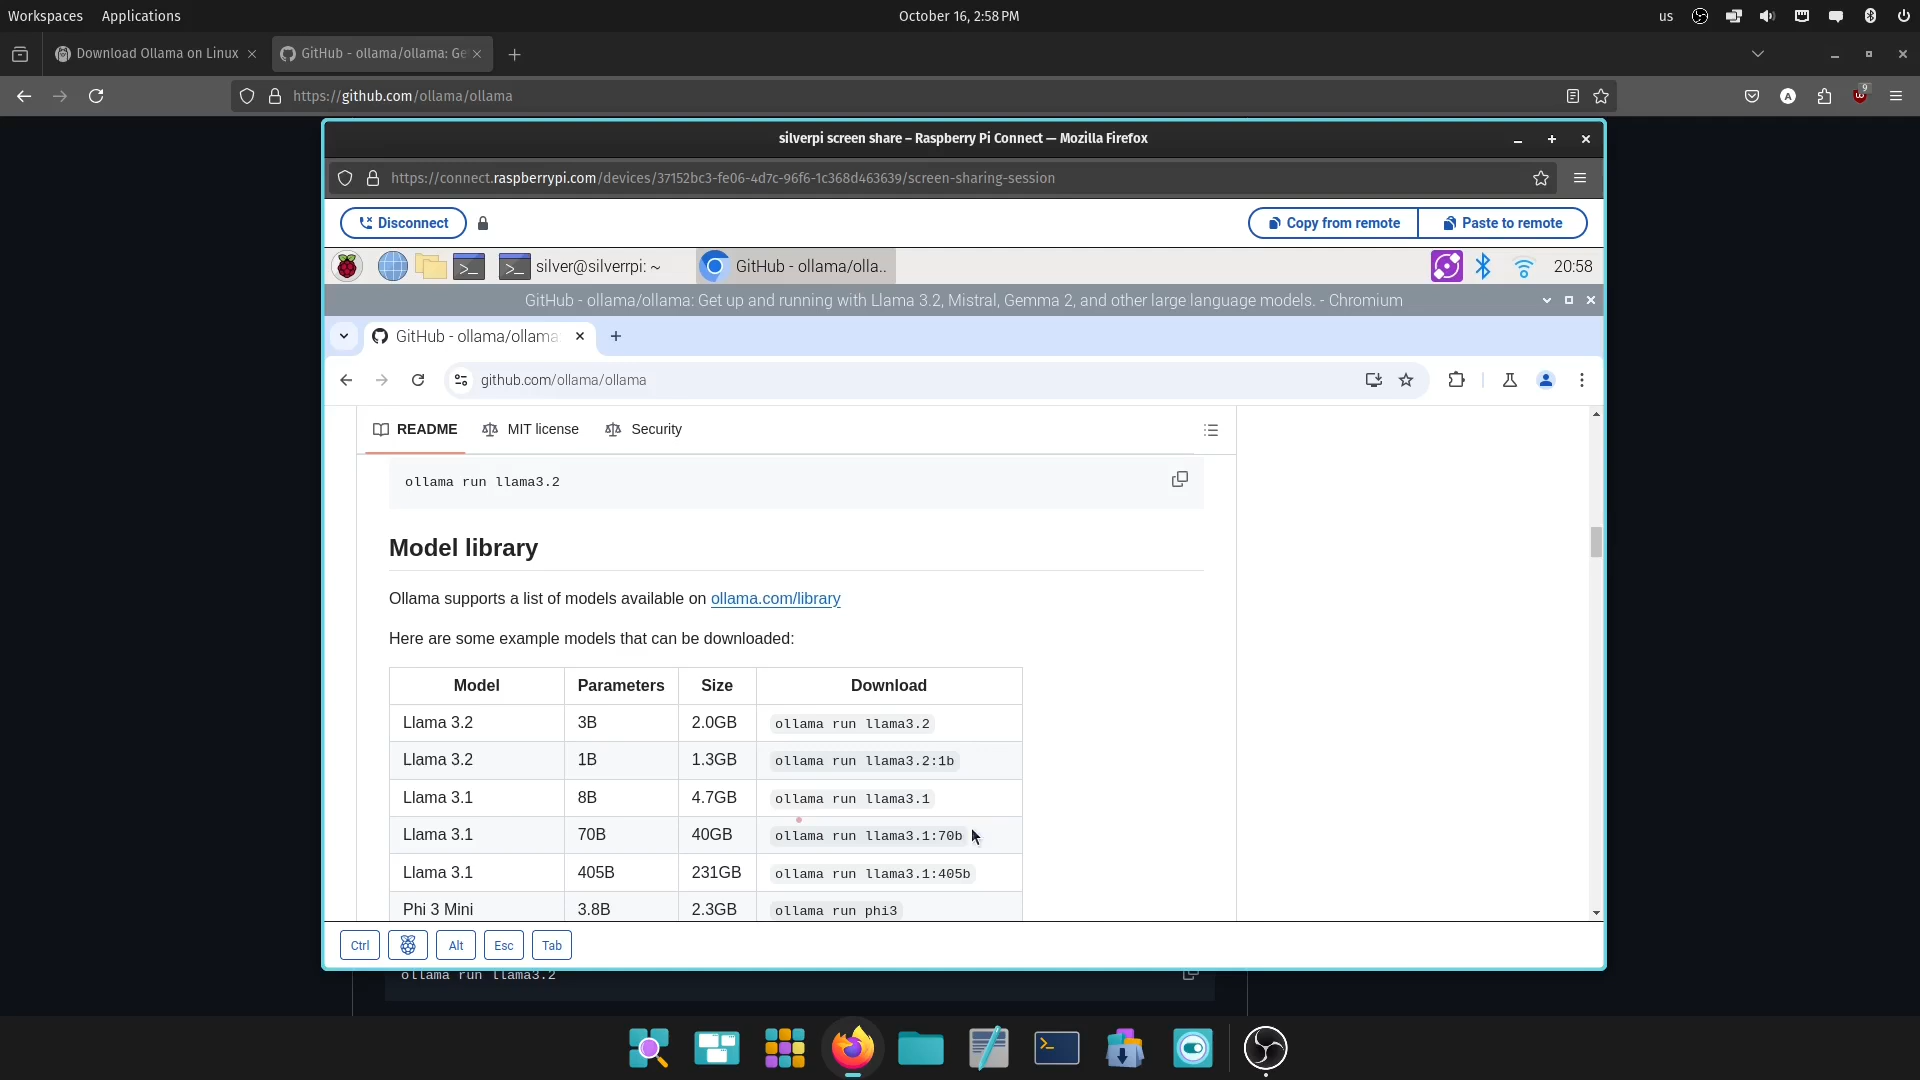 Workspaces Applications October 16, 2:58 PM us
Download Ollama on Linux GitHub - ollama/ollama: Ge
https://github.com/ollama/ollama 9
silverpi screen share – Raspberry Pi Connect — Mozilla Firefox
https://connect.raspberrypi.com/devices/37152bc3-fe06-4d7c-96f6-1c368d463639/screen-sharing-session
Disconnect Copy from remote Paste to remote
silver@silverrpi: ~ GitHub - ollama/olla.. 20:58
GitHub - ollama/ollama: Get up and running with Llama 3.2, Mistral, Gemma 2, and other large language models. - Chromium
GitHub - ollama/ollama:
github.com/ollama/ollama
README MIT license Security
ollama run llama3.2
Model library
Ollama supports a list of models available on ollama.com/library
Here are some example models that can be downloaded:
Model Parameters Size Download
Llama 3.2 3B 2.0GB ollama run llama3.2
Llama 3.2 1B 1.3GB ollama run llama3.2:1b
Llama 3.1 8B 4.7GB ollama run llama3.1
Llama 3.1 70B 40GB ollama run llama3.1:70b
Llama 3.1 405B 231GB ollama run llama3.1:405b
Phi 3 Mini 3.8B 2.3GB ollama run phi3
Ctrl Alt Esc Tab
ollama run llama3.2